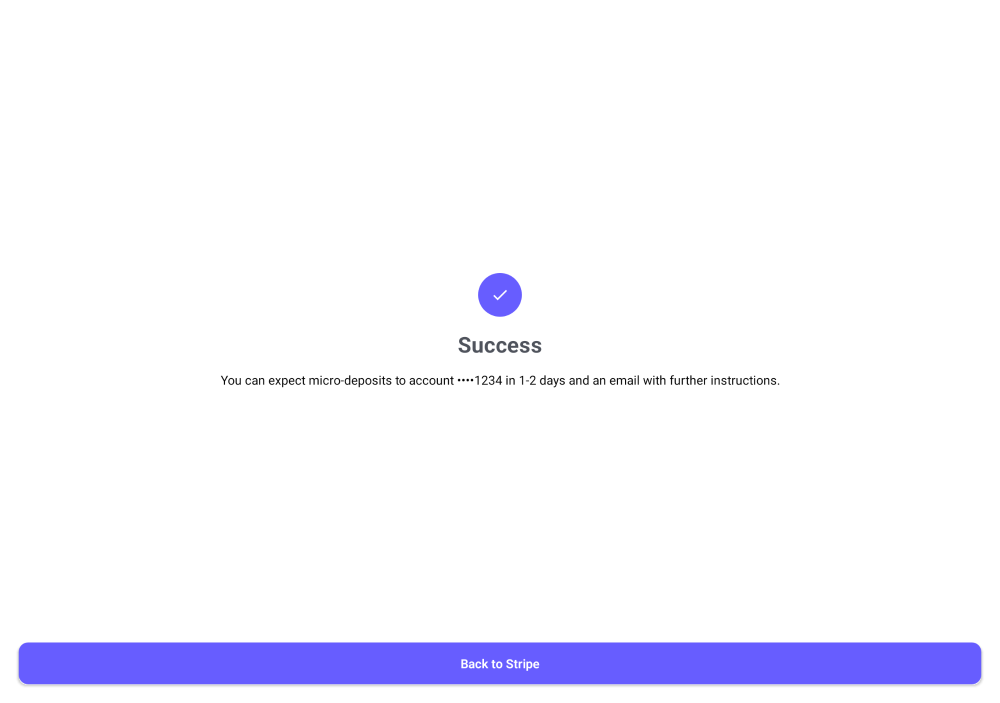 Success
You can expect micro-deposits to account ••••1234 in 1-2 days and an email with further instructions.
Back to Stripe